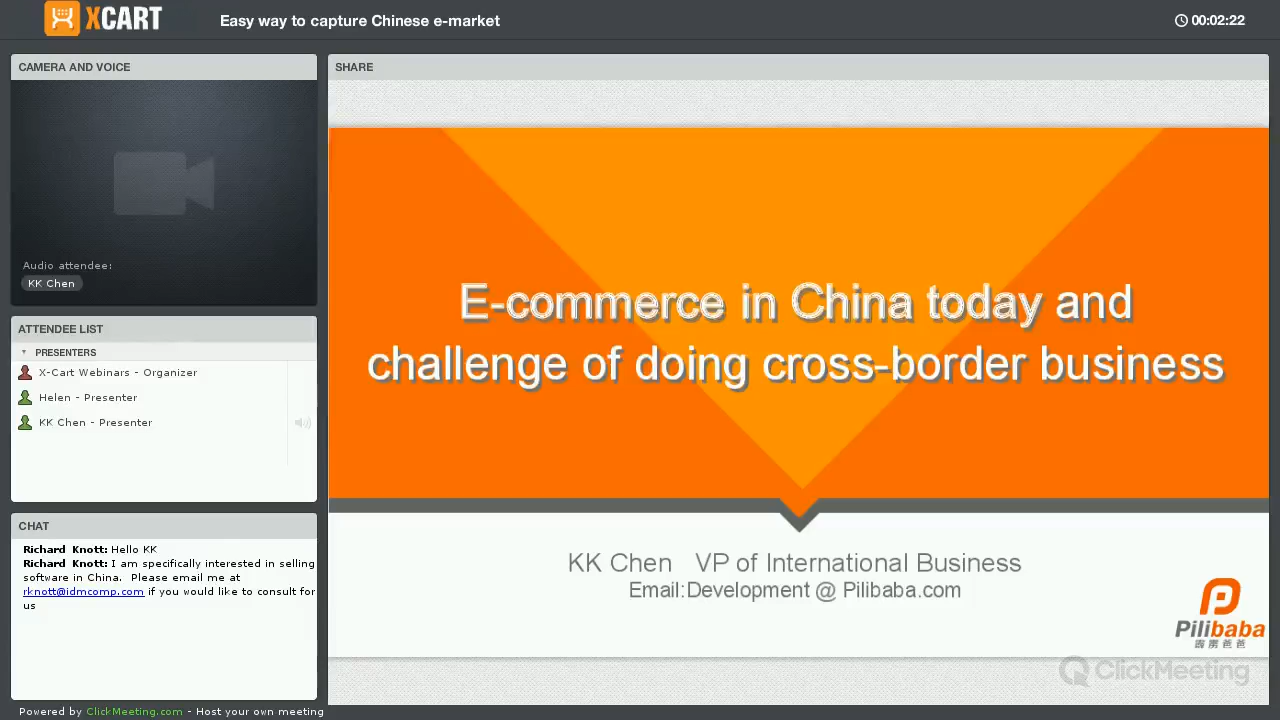 XCART
Easy way to capture Chinese e-market
00:02:22
CAMERA AND VOICE
Audio attendee:
KK Chen
ATTENDEE LIST
PRESENTERS
X-Cart Webinars - Organizer
Helen - Presenter
KK Chen - Presenter
CHAT
Richard Knott: Hello KK
Richard Knott: I am specifically interested in selling
software in China. Please email me at
rknott@idmcomp.com if you would like to consult for
us
Powered by ClickMeeting.com - Host your own meeting
SHARE
E-commerce in China today and
challenge of doing cross-border business
KK Chen VP of International Business
Email:Development @ Pilibaba.com
Pilibaba
霹雳爸爸
ClickMeeting